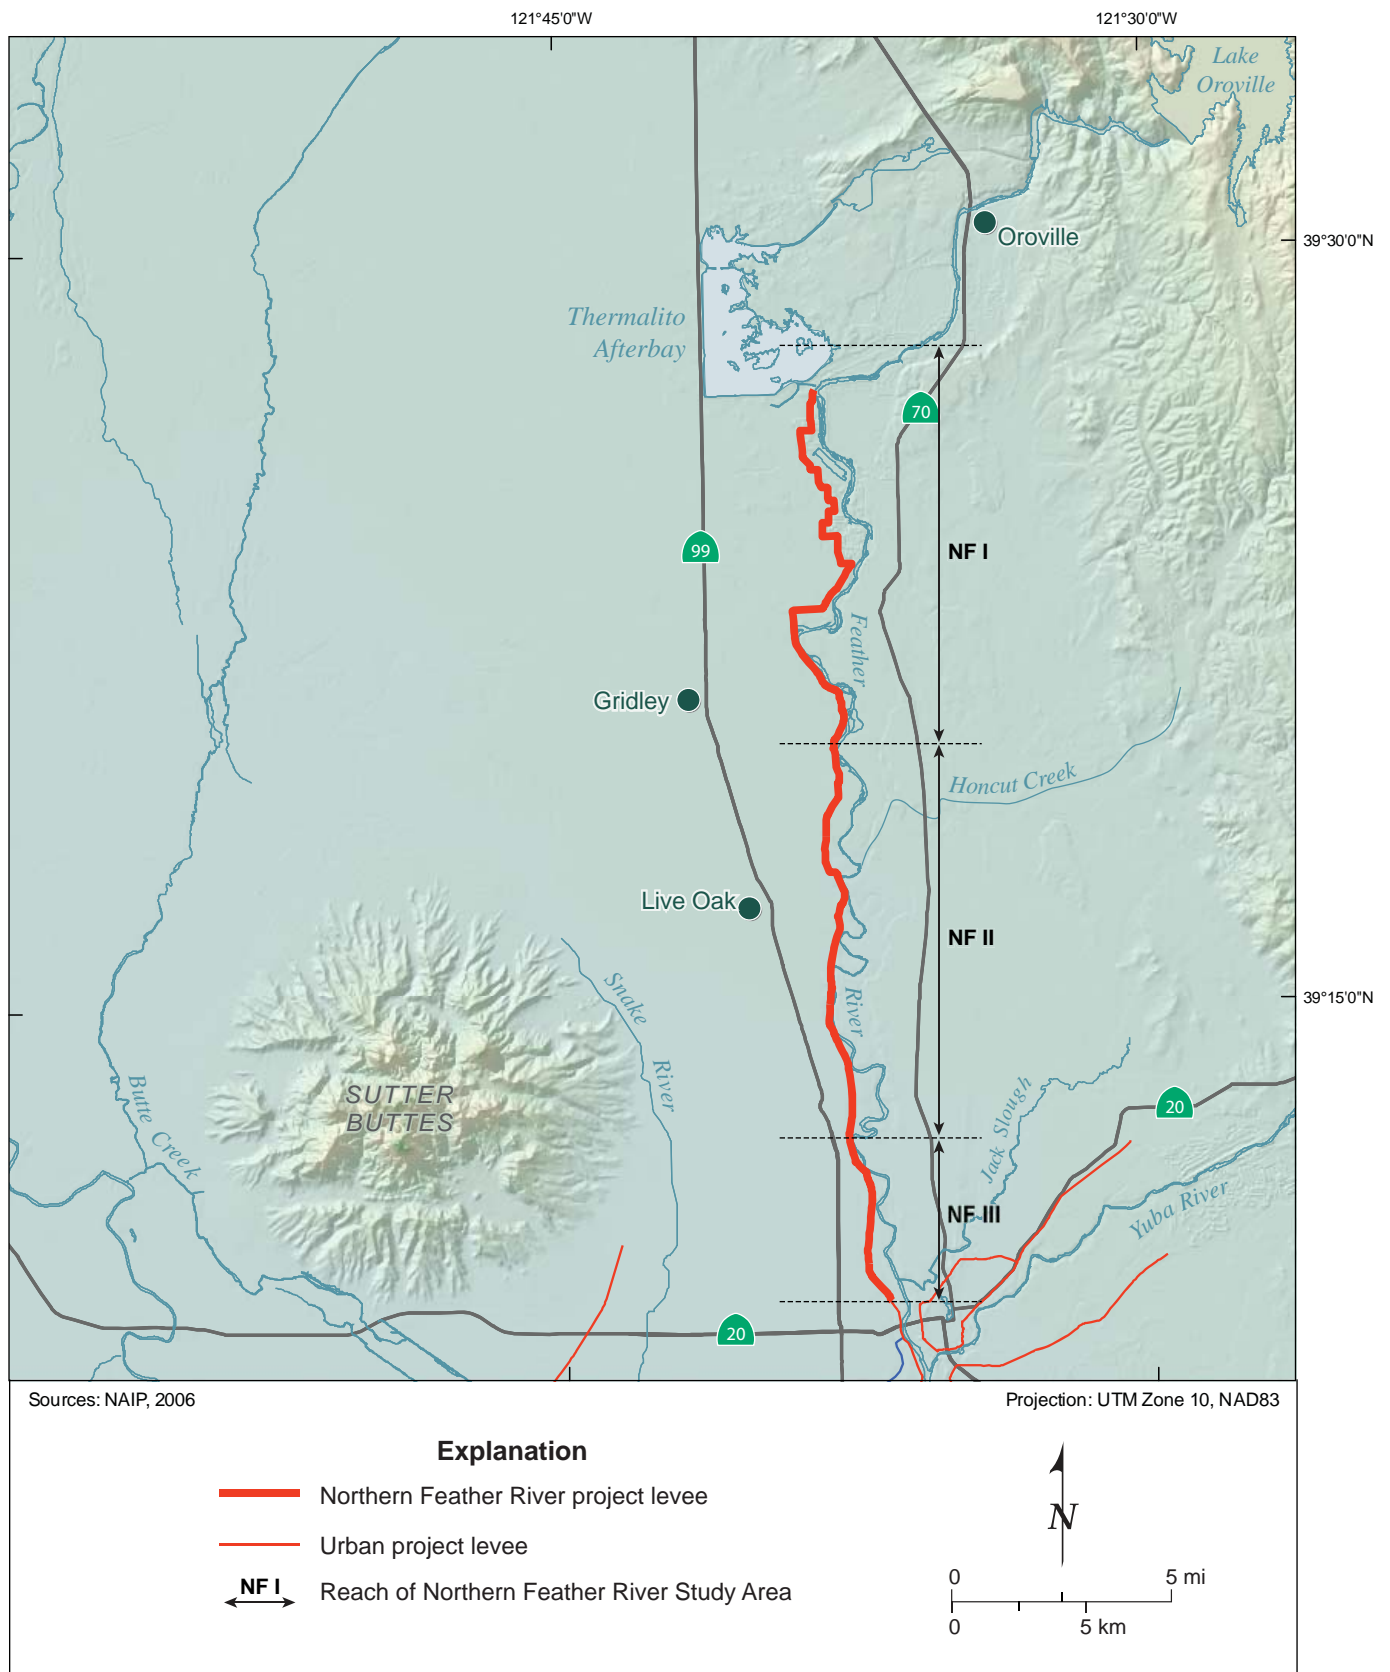 121°45'0"W
121°30'0"W
Lake
Oroville
Oroville
39°30'0"N
Thermalito
Afterbay
70
99
NF I
Feather
Gridley
Honcut Creek
Live Oak
NF II
Snake
River
River
39°15'0"N
SUTTER
BUTTES
Butte Creek
Jack Slough
20
Yuba River
NF III
20
Sources: NAIP, 2006
Projection: UTM Zone 10, NAD83
Explanation
Northern Feather River project levee
Urban project levee
NF I
Reach of Northern Feather River Study Area
N
0
5 mi
0
5 km